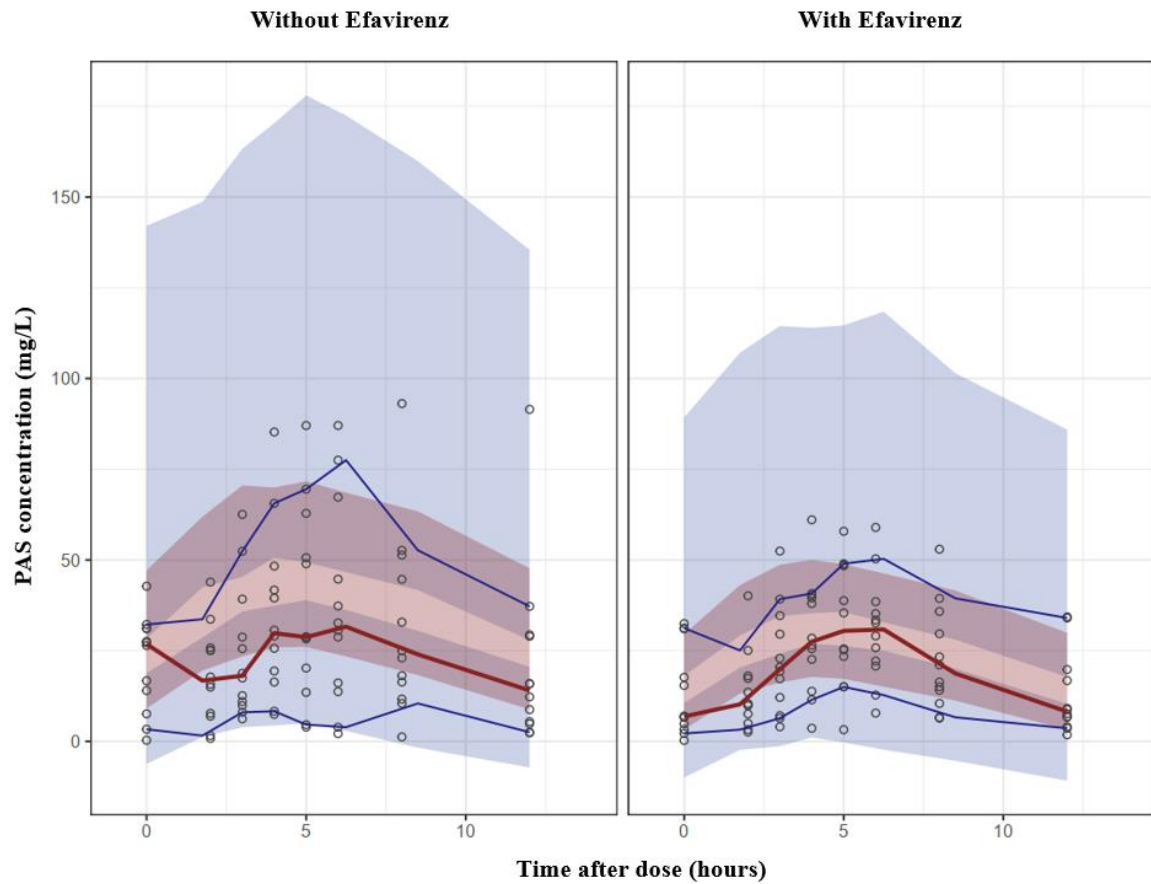 Without Efavirenz
With Efavirenz
PAS concentration (mg/L)
150
100
50
0
0 5 10
0 5 10
Time after dose (hours)